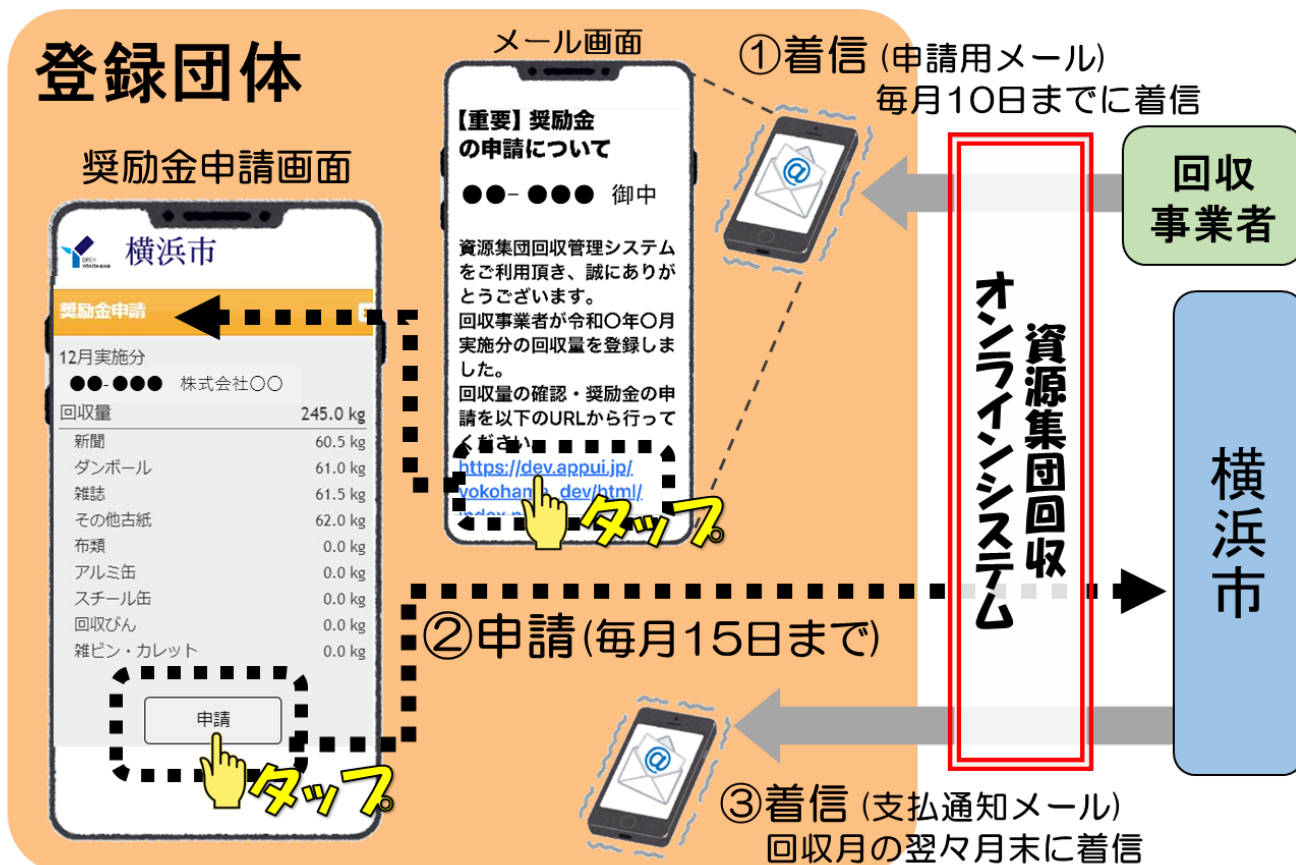 登録団体
奨励金申請画面
OPEN
YOKOHAMA
横浜市
奨励金申請
12月実施分
●●-●●● 株式会社〇〇
回収量 245.0 kg
新聞 60.5 kg
ダンボール 61.0 kg
雑誌 61.5 kg
その他古紙 62.0 kg
布類 0.0 kg
アルミ缶 0.0 kg
スチール缶 0.0 kg
回収びん 0.0 kg
雑ビン・カレット 0.0 kg
申請
タップ
メール画面
【重要】奨励金
の申請について
●●-●●● 御中
資源集団回収管理システム
をご利用頂き、誠にありが
とうございます。
回収事業者が令和〇年〇月
実施分の回収量を登録しま
した。
回収量の確認・奨励金の申
請を以下のURLから行って
ください
https://dev.appui.jp/
yokohama_dev/html/
タップ
①着信(申請用メール)
毎月10日までに着信
②申請(毎月15日まで)
③着信(支払通知メール)
回収月の翌々月末に着信
資源集団回収
オンラインシステム
回収
事業者
横浜市